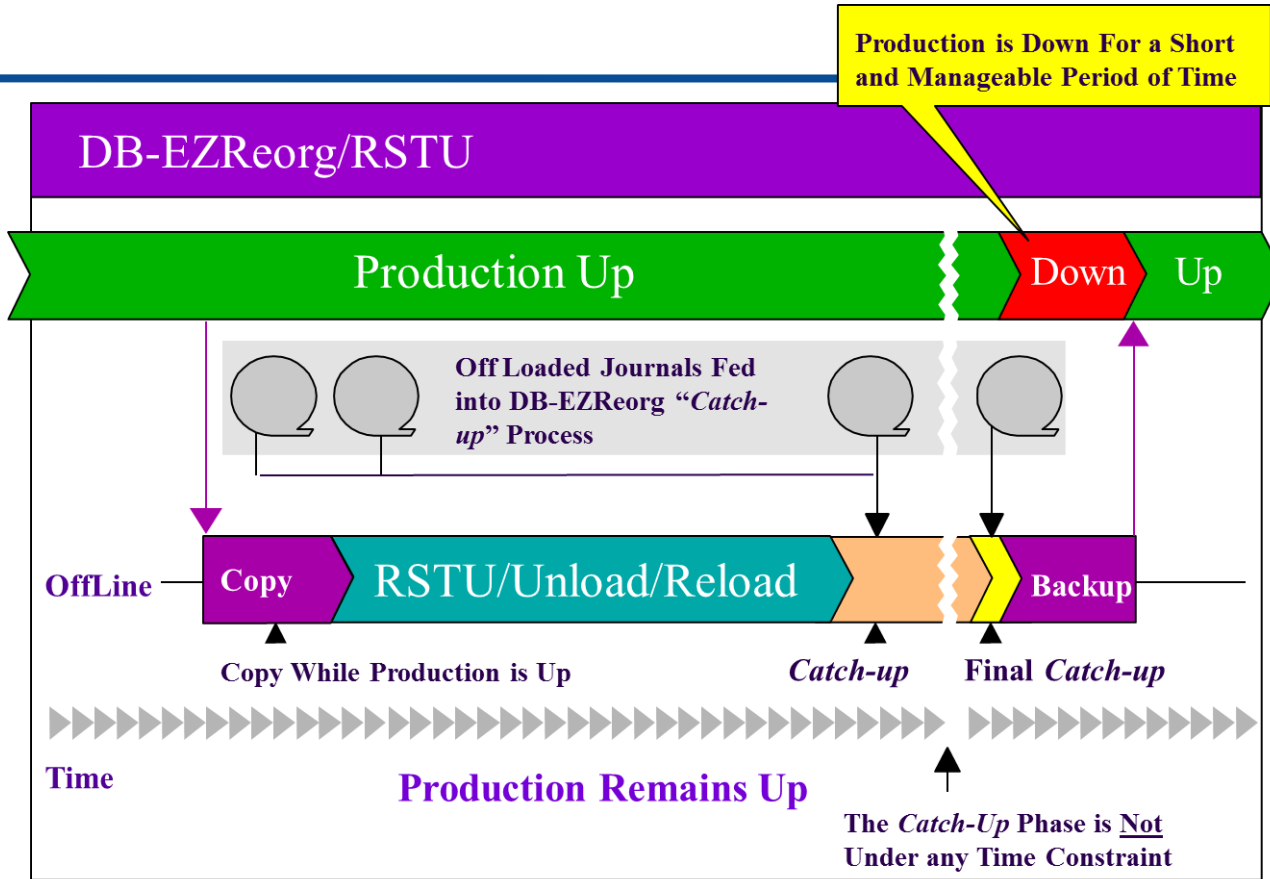 Production is Down For a Short
and Manageable Period of Time
DB-EZReorg/RSTU
Production Up
Down
Up
Off Loaded Journals Fed
into DB-EZReorg “Catch-
up” Process
OffLine
Copy
RSTU/Unload/Reload
Backup
Copy While Production is Up
Catch-up
Final Catch-up
Time
Production Remains Up
The Catch-Up Phase is Not
Under any Time Constraint